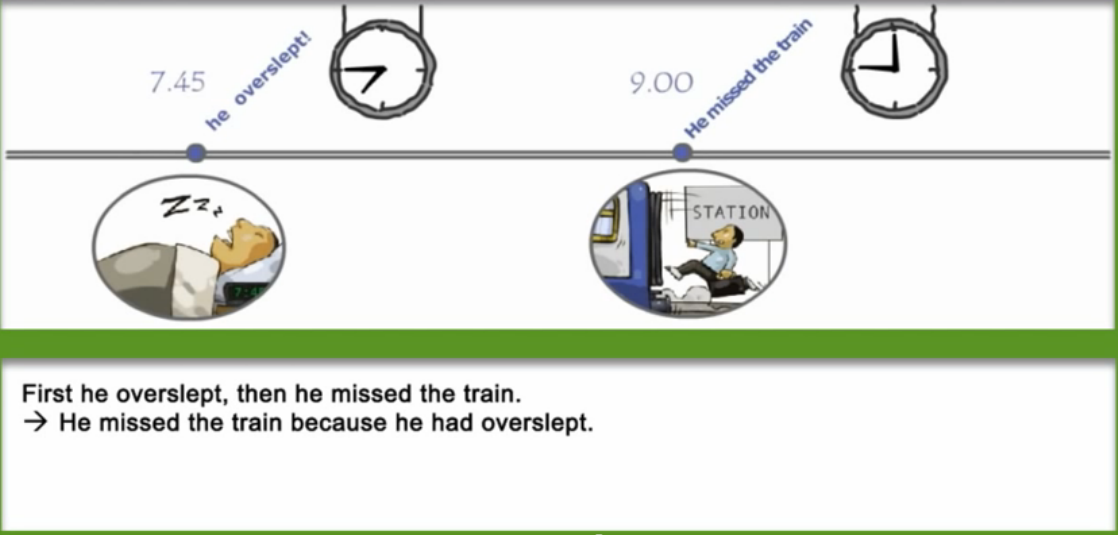 7.45
he overslept!
9.00
He missed the train
Zzz
STATION
First he overslept, then he missed the train.
→ He missed the train because he had overslept.